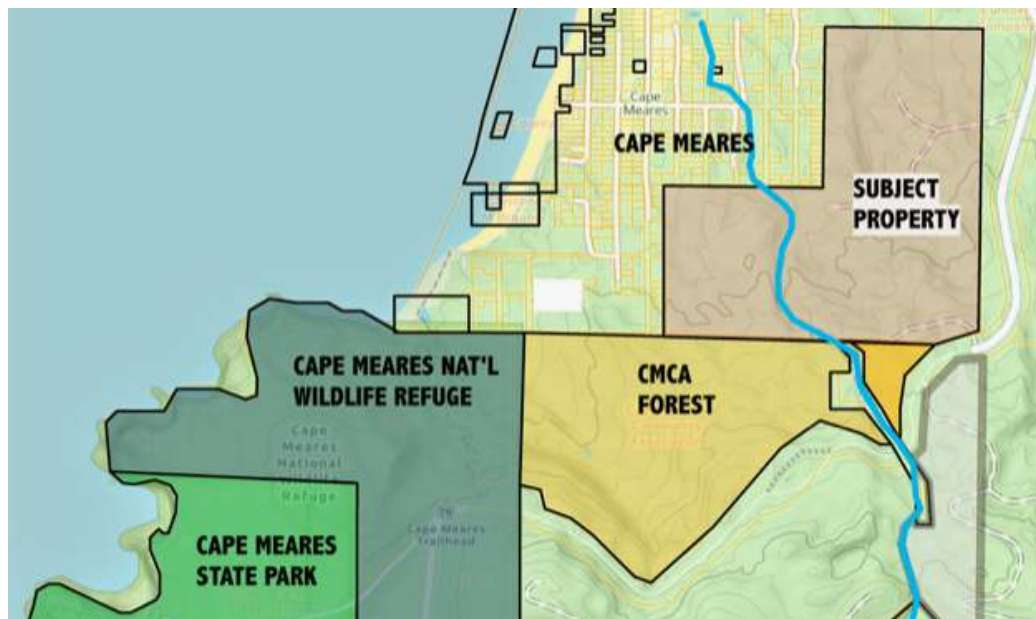 Cape
Meares
CAPE MEARES
SUBJECT
PROPERTY
CAPE MEARES NAT'L
WILDLIFE REFUGE
CMCA
FOREST
Cape
Meares
National
Wildlife
Refuge
Cape Meares
Trailhead
CAPE MEARES
STATE PARK